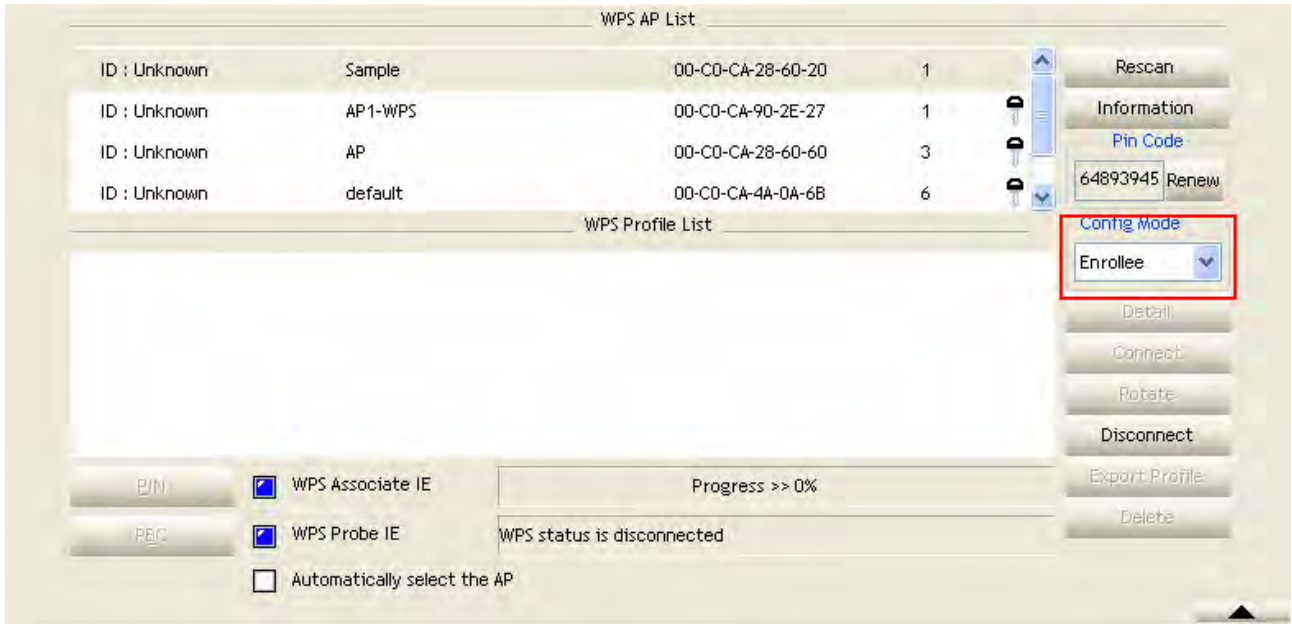 WPS AP List
ID : Unknown Sample 00-C0-CA-28-60-20 1
Rescan
ID : Unknown AP1-WPS 00-C0-CA-90-2E-27 1
Information
Pin Code
ID : Unknown AP 00-C0-CA-28-60-60 3
64893945 Renew
ID : Unknown default 00-C0-CA-4A-0A-6B 6
WPS Profile List
Config Mode
Enrollee
Detail
Connect
Rotate
Disconnect
PIN WPS Associate IE Progress >> 0%
Export Profile
PBC WPS Probe IE WPS status is disconnected
Delete
Automatically select the AP